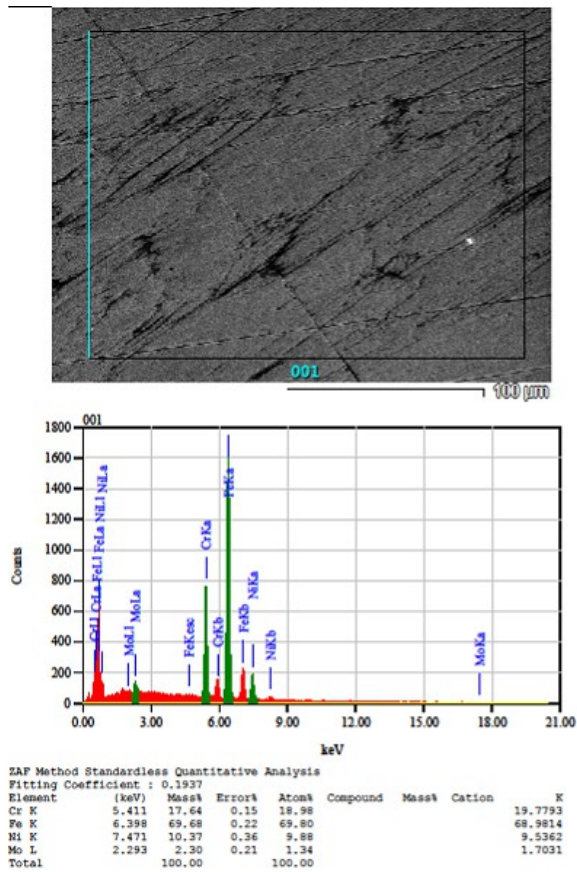 001
100 µm
001
1800
1600
1400
1200
1000
800
600
400
200
0
Counts
CrLl CrLa FeLl FeLa NiLl NiLa
MoLl
MoLa
FeKesc
CrKa
CrKb
FeKa
FeKb
NiKa
NiKb
MoKa
0.00 3.00 6.00 9.00 12.00 15.00 18.00 21.00
keV
ZAF Method Standardless Quantitative Analysis
Fitting Coefficient : 0.1937
Element (keV) Mass% Error% Atom% Compound Mass% Cation K
Cr K 5.411 17.64 0.15 18.98 19.7793
Fe K 6.398 69.68 0.22 69.80 68.9814
Ni K 7.471 10.37 0.36 9.88 9.5362
Mo L 2.293 2.30 0.21 1.34 1.7031
Total 100.00 100.00